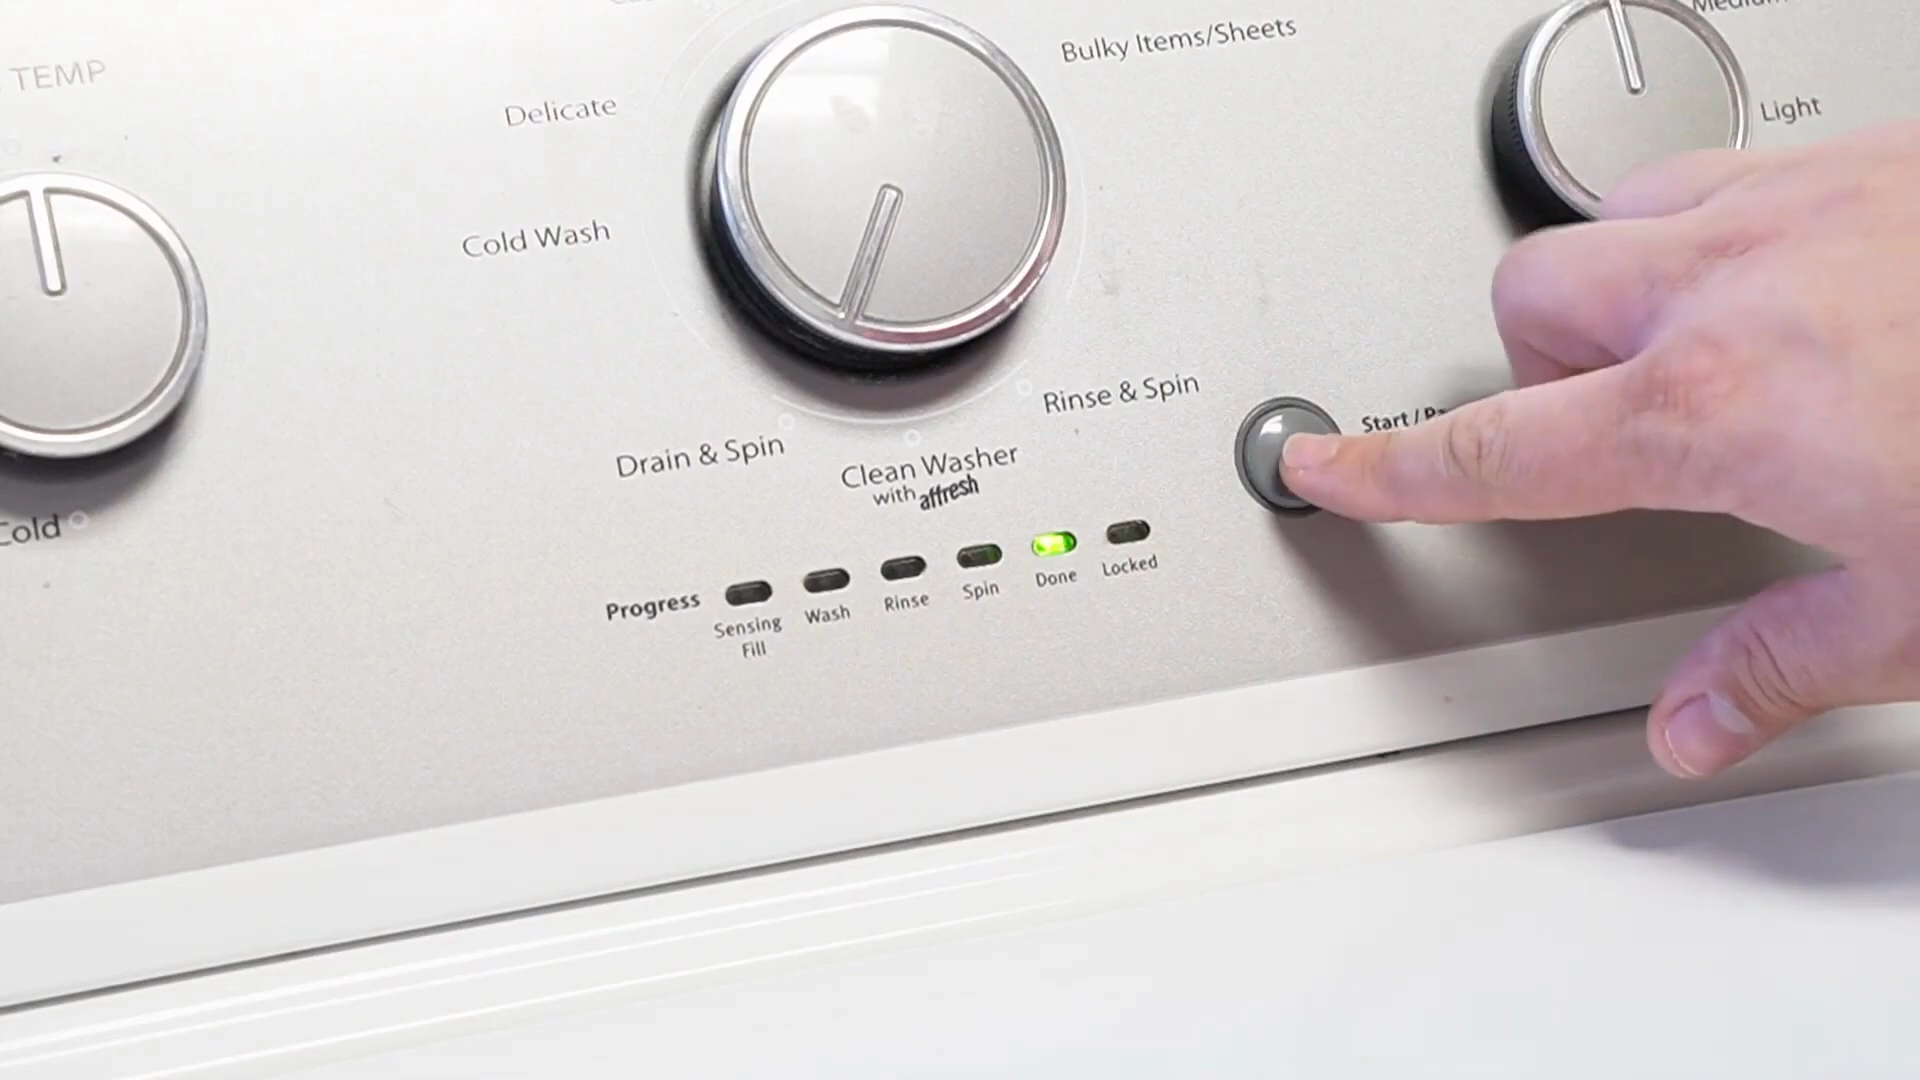 TEMP
Bulky Items/Sheets
Delicate
Light
Cold Wash
Rinse & Spin
Start /
Drain & Spin
Clean Washer
with affresh
Cold
Progress
Sensing
Fill
Wash
Rinse
Spin
Done
Locked